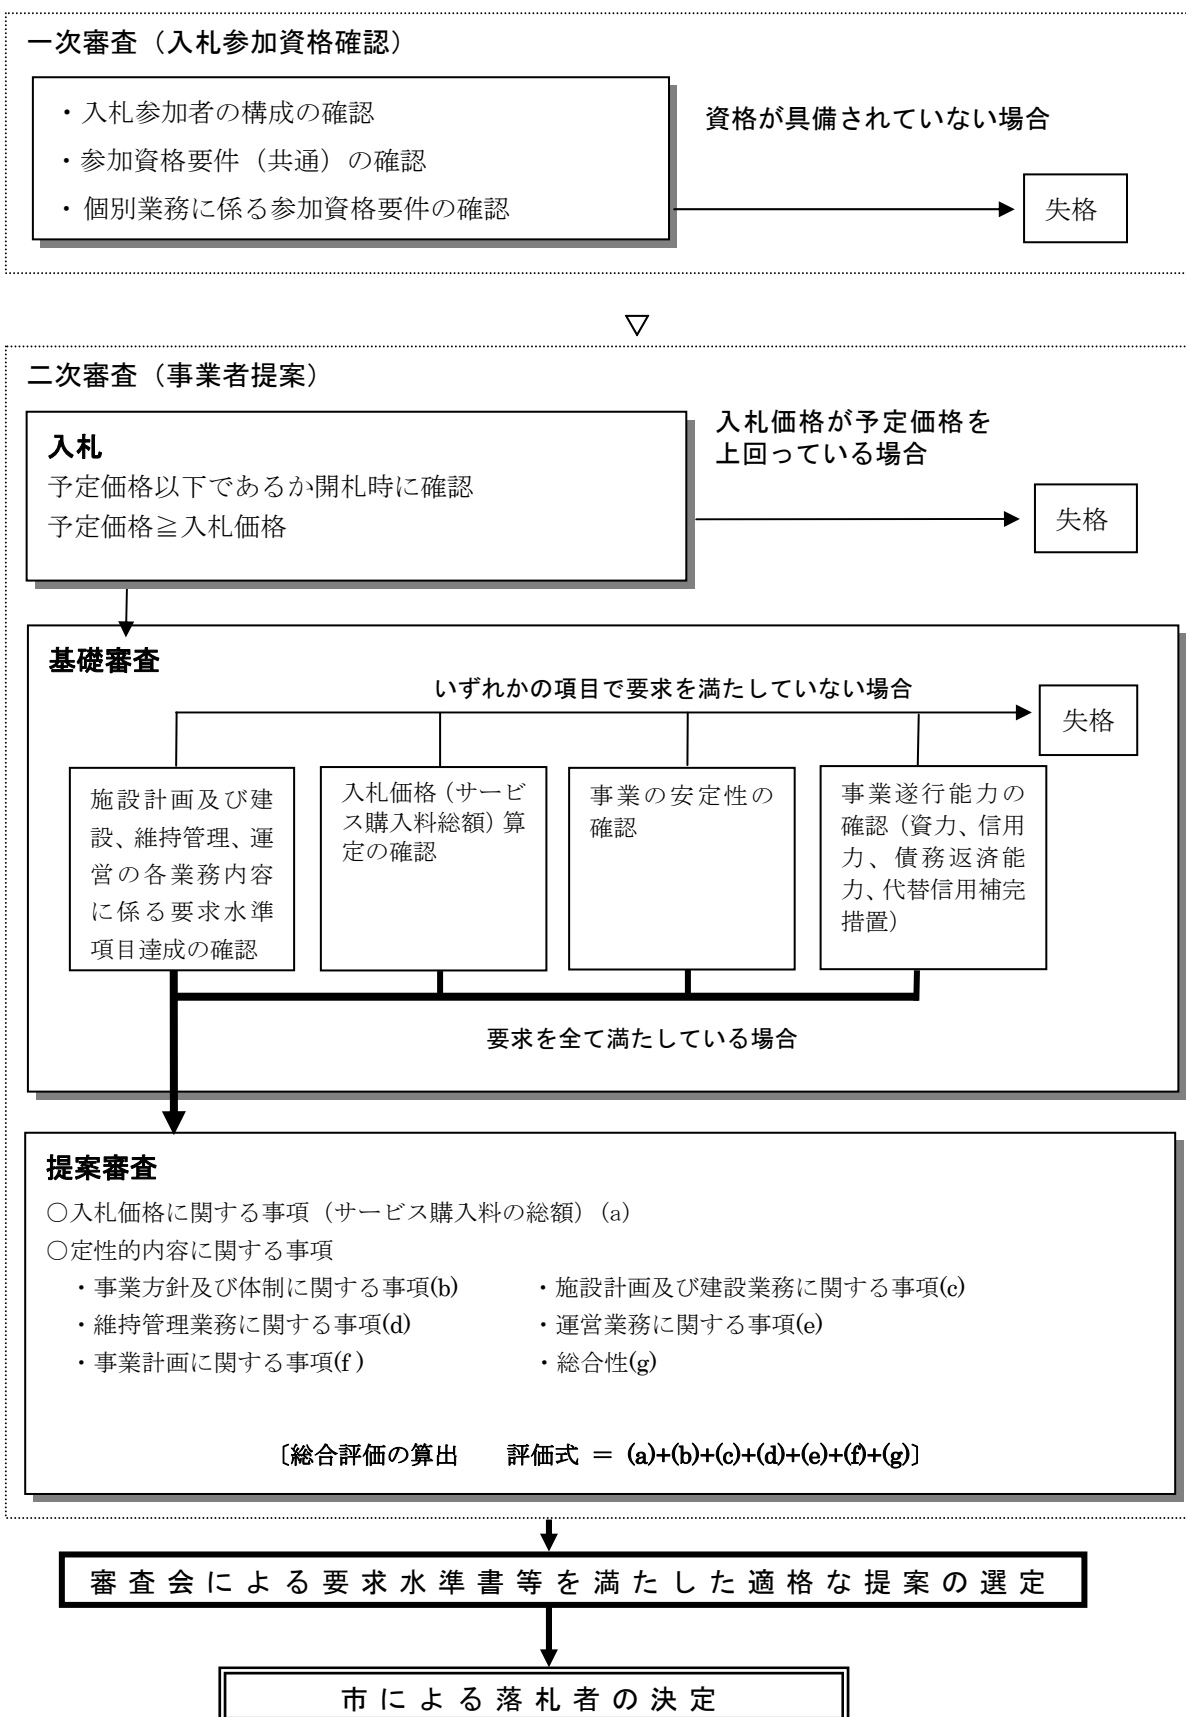 一次審査（入札参加資格確認）
・入札参加者の構成の確認
・参加資格要件（共通）の確認
・個別業務に係る参加資格要件の確認
資格が具備されていない場合
失格
▽
二次審査（事業者提案）
入札
予定価格以下であるか開札時に確認
予定価格≧入札価格
入札価格が予定価格を
上回っている場合
失格
基礎審査
いずれかの項目で要求を満たしていない場合
失格
施設計画及び建
設、維持管理、運
営の各業務内容
に係る要求水準
項目達成の確認
入札価格（サービ
ス購入料総額）算
定の確認
事業の安定性の
確認
事業遂行能力の
確認（資力、信用
力、債務返済能
力、代替信用補完
措置）
要求を全て満たしている場合
提案審査
○入札価格に関する事項（サービス購入料の総額）(a)
○定性的内容に関する事項
・事業方針及び体制に関する事項(b) ・施設計画及び建設業務に関する事項(c)
・維持管理業務に関する事項(d) ・運営業務に関する事項(e)
・事業計画に関する事項(f ) ・総合性(g)
〔総合評価の算出　評価式 ＝ (a)+(b)+(c)+(d)+(e)+(f)+(g)〕
審査会による要求水準書等を満たした適格な提案の選定
市による落札者の決定